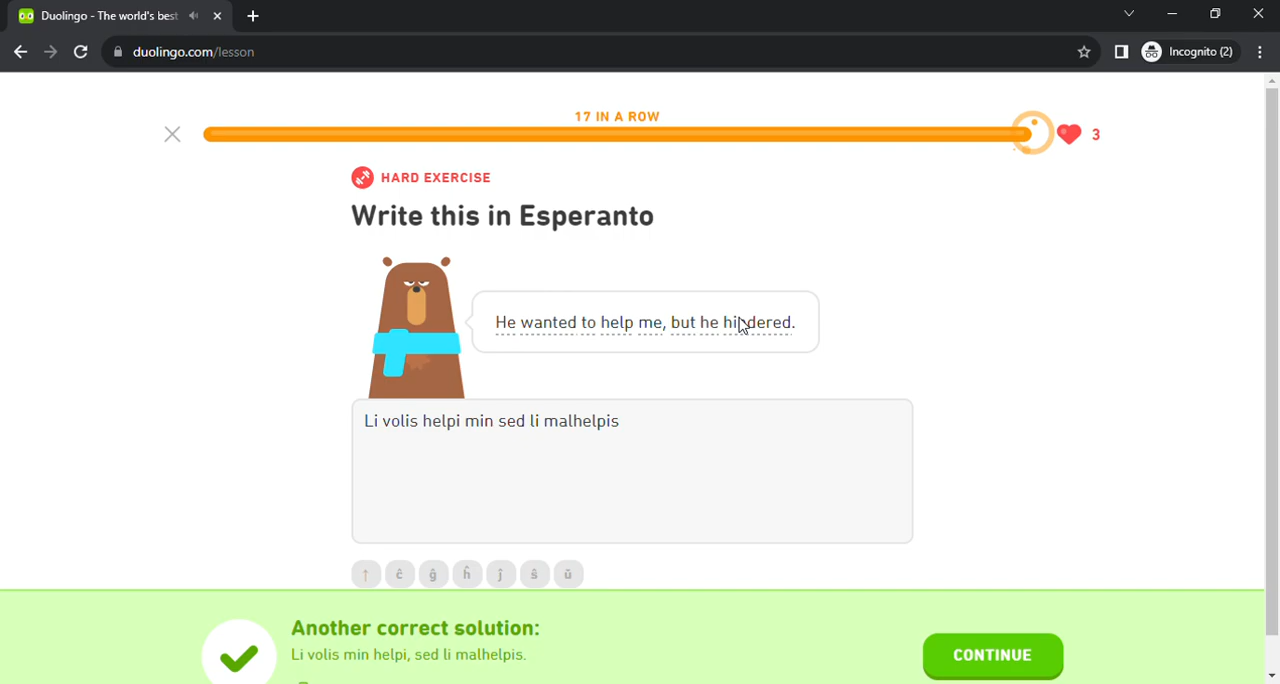 Duolingo - The world's best
duolingo.com/lesson
Incognito (2)
17 IN A ROW
3
HARD EXERCISE
Write this in Esperanto
He wanted to help me, but he hindered.
Li volis helpi min sed li malhelpis
↑ ĉ ĝ ĥ ĵ ŝ ŭ
Another correct solution:
Li volis min helpi, sed li malhelpis.
CONTINUE